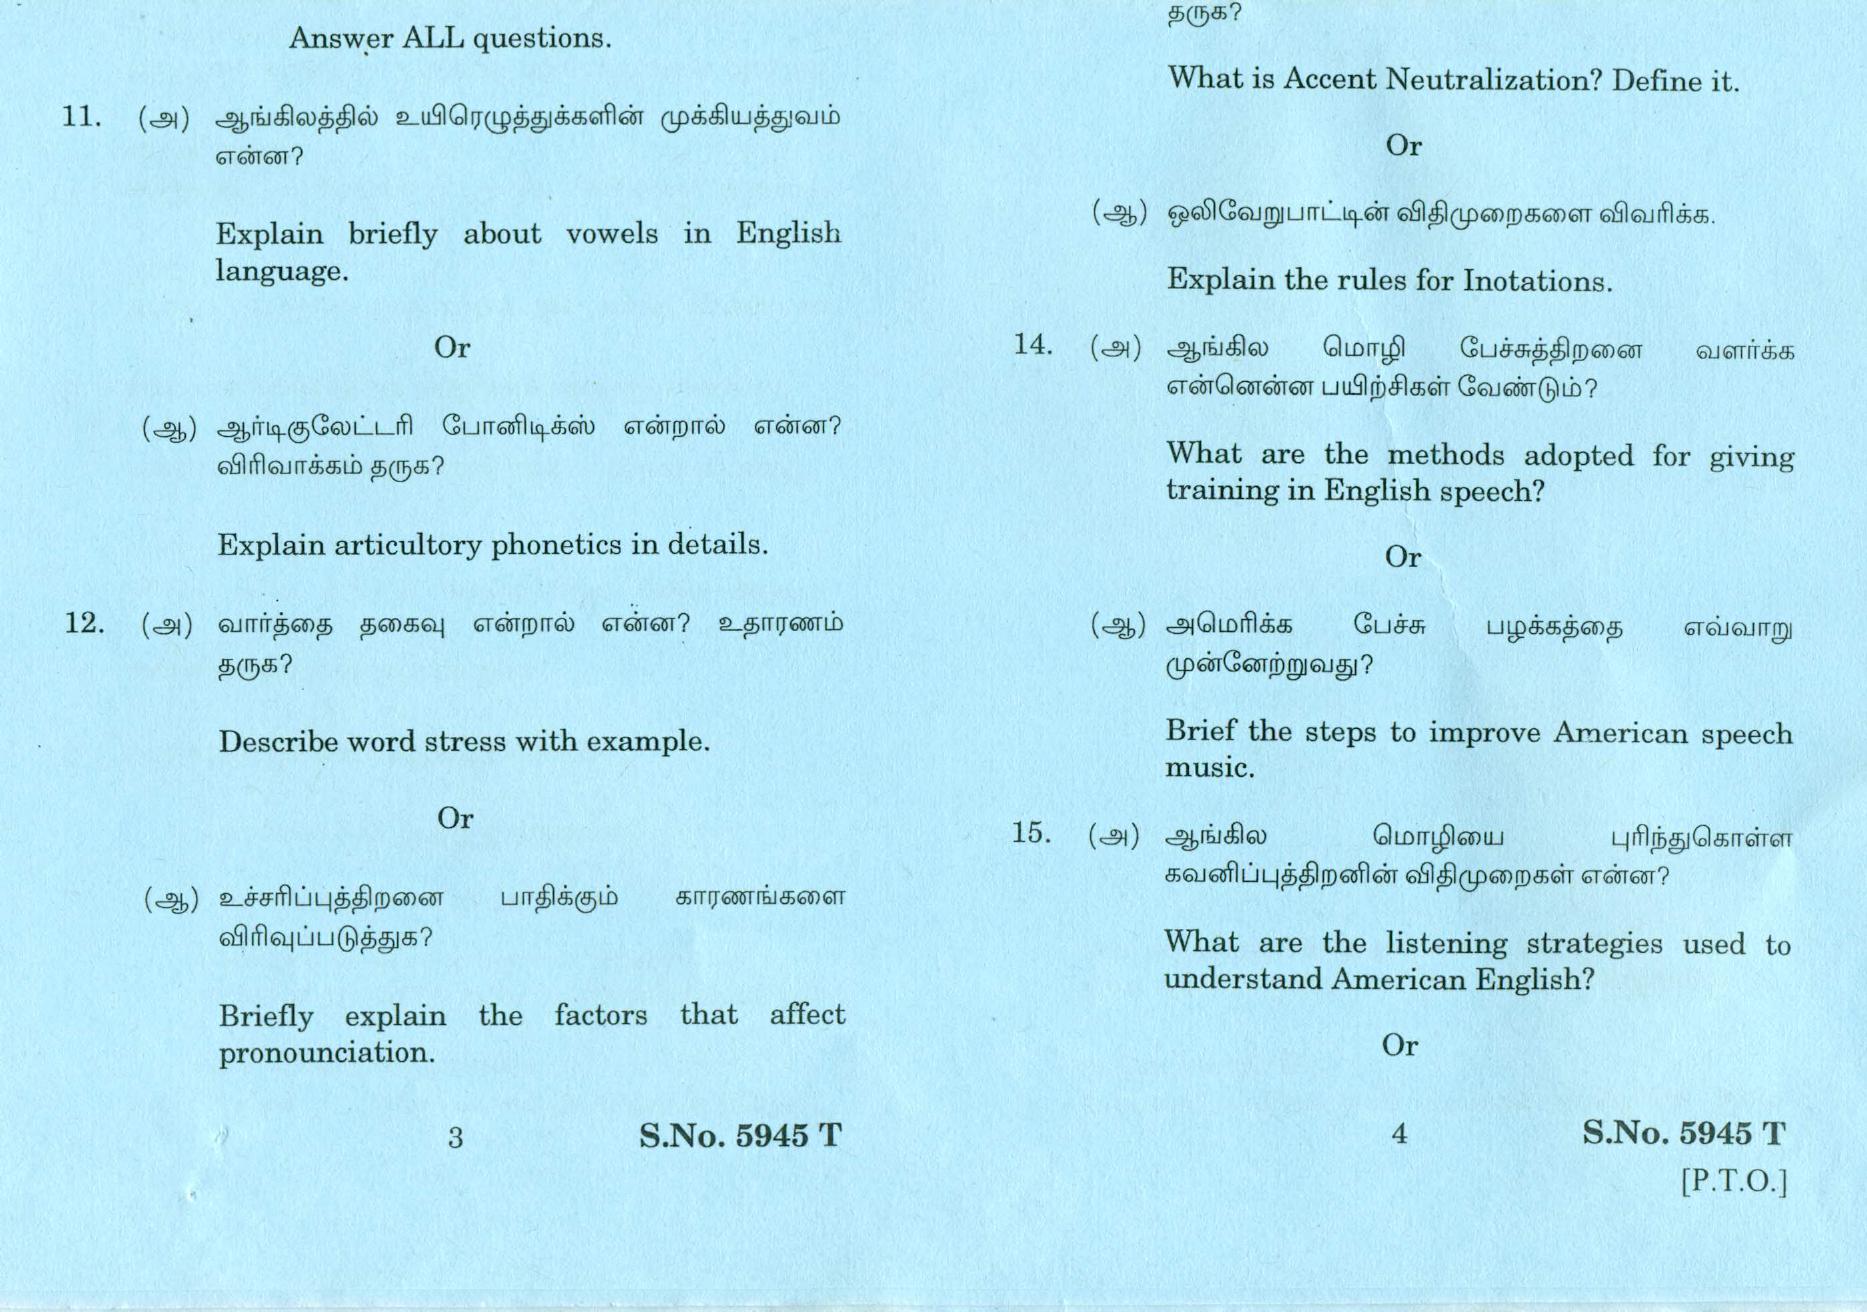 Answer ALL questions.
11. (அ) ஆங்கிலத்தில் உயிரெழுத்துக்களின் முக்கியத்துவம்
என்ன?
Explain briefly about vowels in English
language.
Or
(ஆ) ஆர்டிகுலேட்டரி போனிடிக்ஸ் என்றால் என்ன?
விரிவாக்கம் தருக?
Explain articultory phonetics in details.
12. (அ) வார்த்தை தகைவு என்றால் என்ன? உதாரணம்
தருக?
Describe word stress with example.
Or
(ஆ) உச்சரிப்புத்திறனை பாதிக்கும் காரணங்களை
விரிவுப்படுத்துக?
Briefly explain the factors that affect
pronounciation.
3 S.No. 5945 T
தருக?
What is Accent Neutralization? Define it.
Or
(ஆ) ஒலிவேறுபாட்டின் விதிமுறைகளை விவரிக்க.
Explain the rules for Inotations.
14. (அ) ஆங்கில மொழி பேச்சுத்திறனை வளர்க்க
என்னென்ன பயிற்சிகள் வேண்டும்?
What are the methods adopted for giving
training in English speech?
Or
(ஆ) அமெரிக்க பேச்சு பழக்கத்தை எவ்வாறு
முன்னேற்றுவது?
Brief the steps to improve American speech
music.
15. (அ) ஆங்கில மொழியை புரிந்துகொள்ள
கவனிப்புத்திறனின் விதிமுறைகள் என்ன?
What are the listening strategies used to
understand American English?
Or
4 S.No. 5945 T
[P.T.O.]